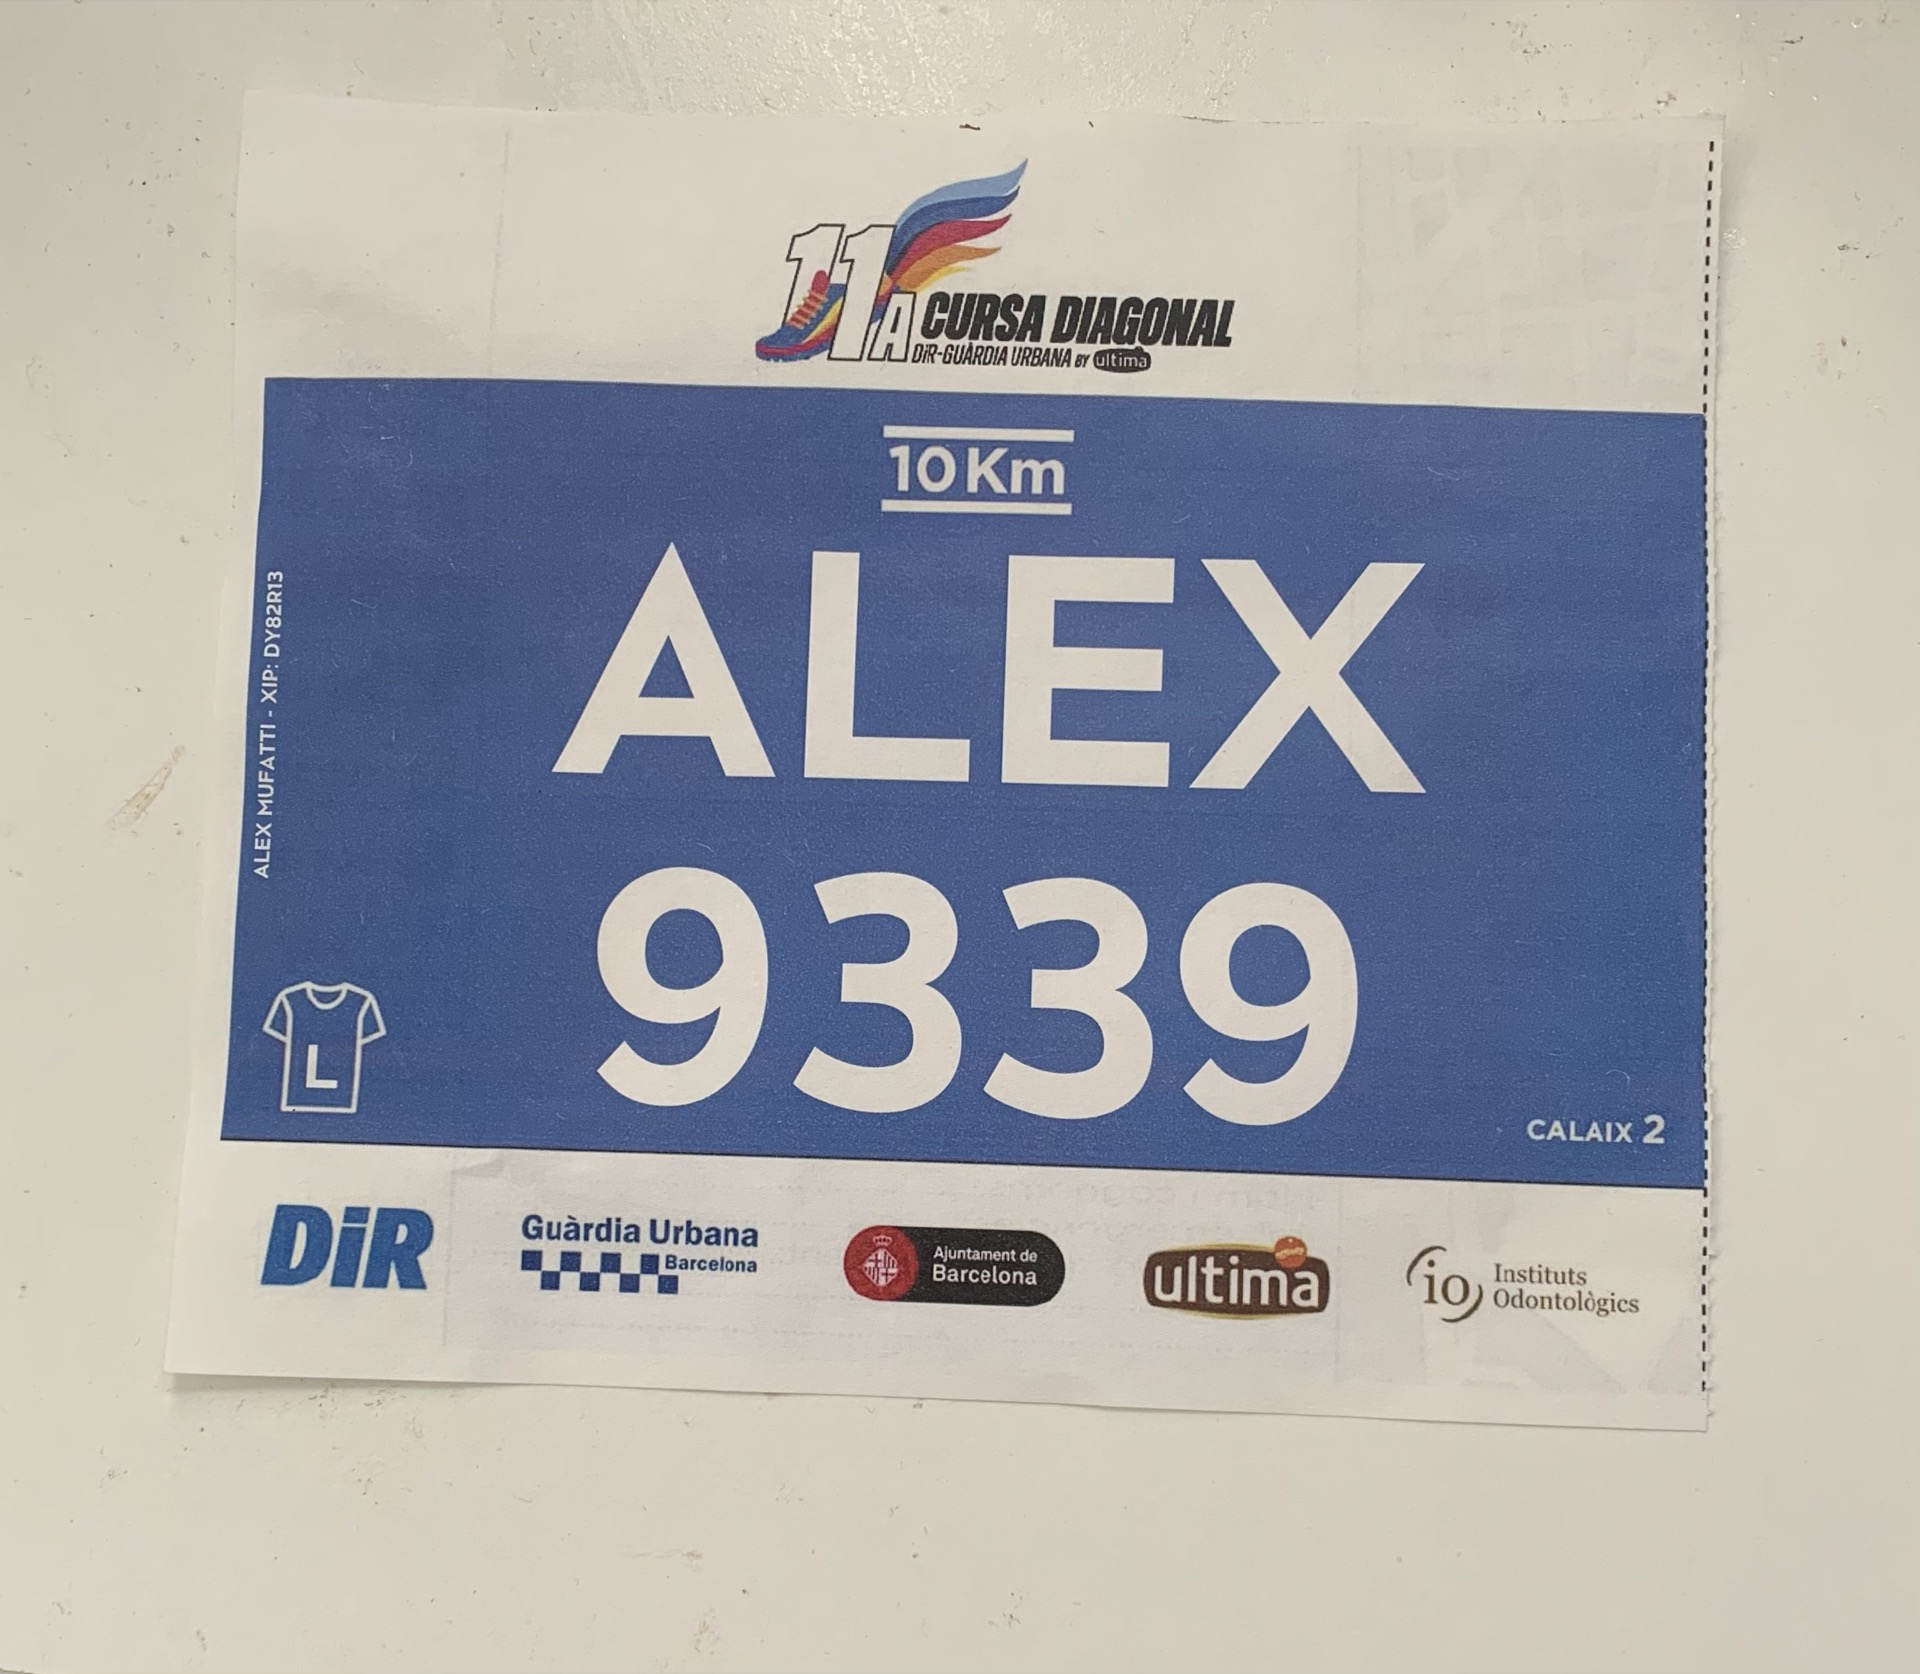 11A CURSA DIAGONAL
DiR-GUÀRDIA URBANA BY ultima
10 Km
ALEX
9339
ALEX MUFATTI - XIP: DY82R13
L
CALAIX 2
DiR
Guàrdia Urbana
Barcelona
Ajuntament de
Barcelona
ultima
io Instituts
Odontològics